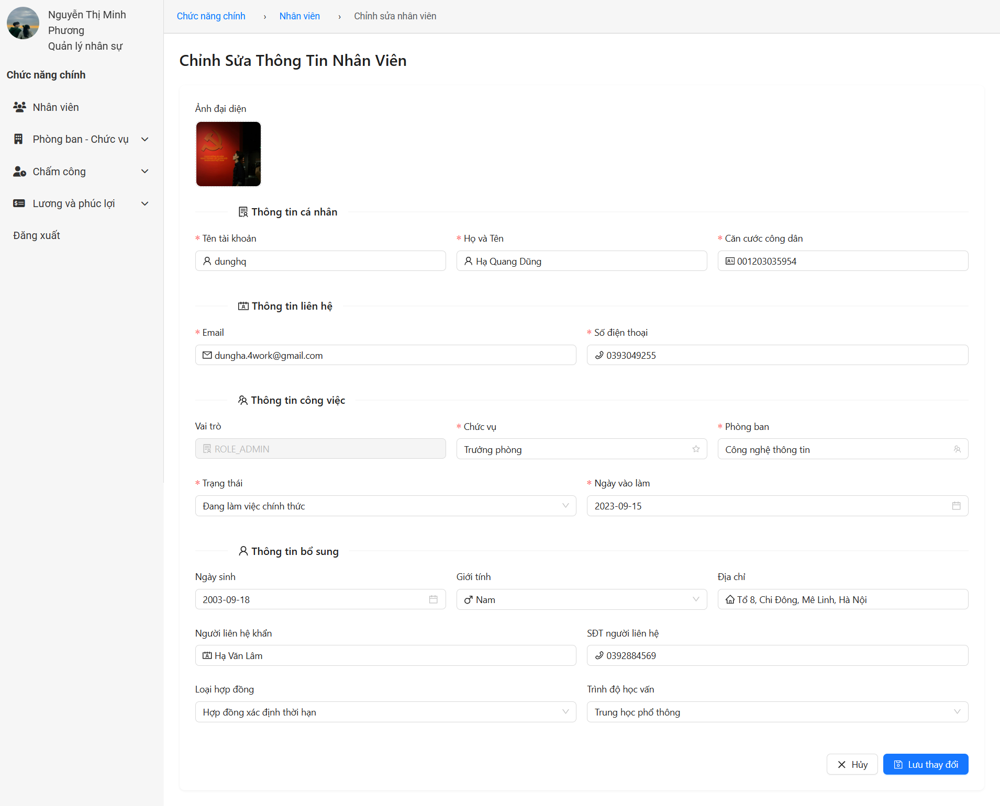 Nguyễn Thị Minh
Phương
Quản lý nhân sự
Chức năng chính
Nhân viên
Phòng ban - Chức vụ
Chấm công
Lương và phúc lợi
Đăng xuất
Chức năng chính › Nhân viên › Chỉnh sửa nhân viên
Chỉnh Sửa Thông Tin Nhân Viên
Ảnh đại diện
Thông tin cá nhân
* Tên tài khoản
dunghq
* Họ và Tên
Hạ Quang Dũng
* Căn cước công dân
001203035954
Thông tin liên hệ
* Email
dungha.4work@gmail.com
* Số điện thoại
0393049255
Thông tin công việc
Vai trò
ROLE_ADMIN
* Chức vụ
Trưởng phòng
* Phòng ban
Công nghệ thông tin
* Trạng thái
Đang làm việc chính thức
* Ngày vào làm
2023-09-15
Thông tin bổ sung
Ngày sinh
2003-09-18
Giới tính
Nam
Địa chỉ
Tổ 8, Chi Đông, Mê Linh, Hà Nội
Người liên hệ khẩn
Hạ Văn Lâm
SĐT người liên hệ
0392884569
Loại hợp đồng
Hợp đồng xác định thời hạn
Trình độ học vấn
Trung học phổ thông
Hủy
Lưu thay đổi